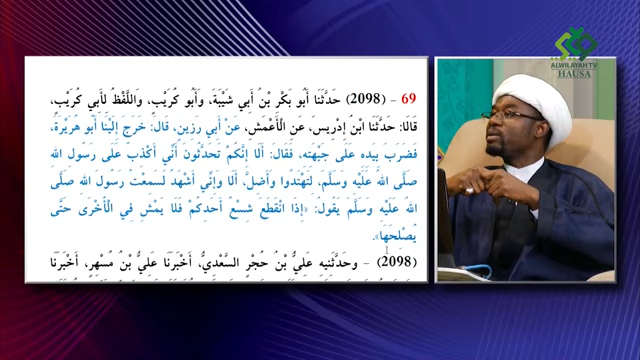 69 - (2098) حَدَّثَنَا أَبُو بَكْرِ بْنُ أَبِي شَيْبَةَ، وَأَبُو كُرَيْبٍ، وَاللَّفْظُ لِأَبِي كُرَيْبٍ،
قَالَا: حَدَّثَنَا ابْنُ إِدْرِيسَ، عَنِ الْأَعْمَشِ، عَنْ أَبِي رَزِينٍ، قَالَ: خَرَجَ إِلَيْنَا أَبُو هُرَيْرَةَ،
فَضَرَبَ بِيَدِهِ عَلَى جَبْهَتِهِ، فَقَالَ: أَلَا إِنَّكُمْ تَحَدَّثُونَ أَنِّي أَكْذِبُ عَلَى رَسُولِ اللهِ
صَلَّى اللهُ عَلَيْهِ وَسَلَّمَ، لِتَهْتَدُوا وَأَضِلَّ، أَلَا وَإِنِّي أَشْهَدُ لَسَمِعْتُ رَسُولَ اللهِ صَلَّى
اللهُ عَلَيْهِ وَسَلَّمَ يَقُولُ: «إِذَا انْقَطَعَ شِسْعُ أَحَدِكُمْ فَلَا يَمْشِ فِي الْأُخْرَى حَتَّى
يُصْلِحَهَا».
(2098) - وحَدَّثَنِيهِ عَلِيُّ بْنُ حُجْرٍ السَّعْدِيُّ، أَخْبَرَنَا عَلِيُّ بْنُ مُسْهِرٍ، أَخْبَرَنَا
ALWILAYAH TV
HAUSA